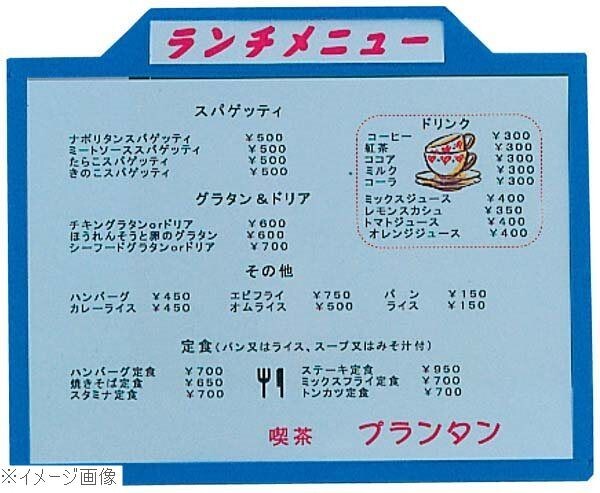 ランチメニュー
スパゲッティ
ナポリタンスパゲッティ ￥500
ミートソーススパゲッティ ￥500
たらこスパゲッティ ￥500
きのこスパゲッティ ￥500
ドリンク
コーヒー ￥300
紅茶 ￥300
ココア ￥300
ミルク ￥300
コーラ ￥300
ミックスジュース ￥400
レモンスカシュ ￥350
トマトジュース ￥400
オレンジジュース ￥400
グラタン＆ドリア
チキングラタンorドリア ￥600
ほうれんそうと卵のグラタン ￥600
シーフードグラタンorドリア ￥700
その他
ハンバーグ ￥450 エビフライ ￥750 パン ￥150
カレーライス ￥450 オムライス ￥500 ライス ￥150
定食(パン又はライス、スープ又はみそ汁付)
ハンバーグ定食 ￥700 ステーキ定食 ￥950
焼きそば定食 ￥650 ミックスフライ定食 ￥700
スタミナ定食 ￥700 トンカツ定食 ￥700
喫茶 プランタン
※イメージ画像